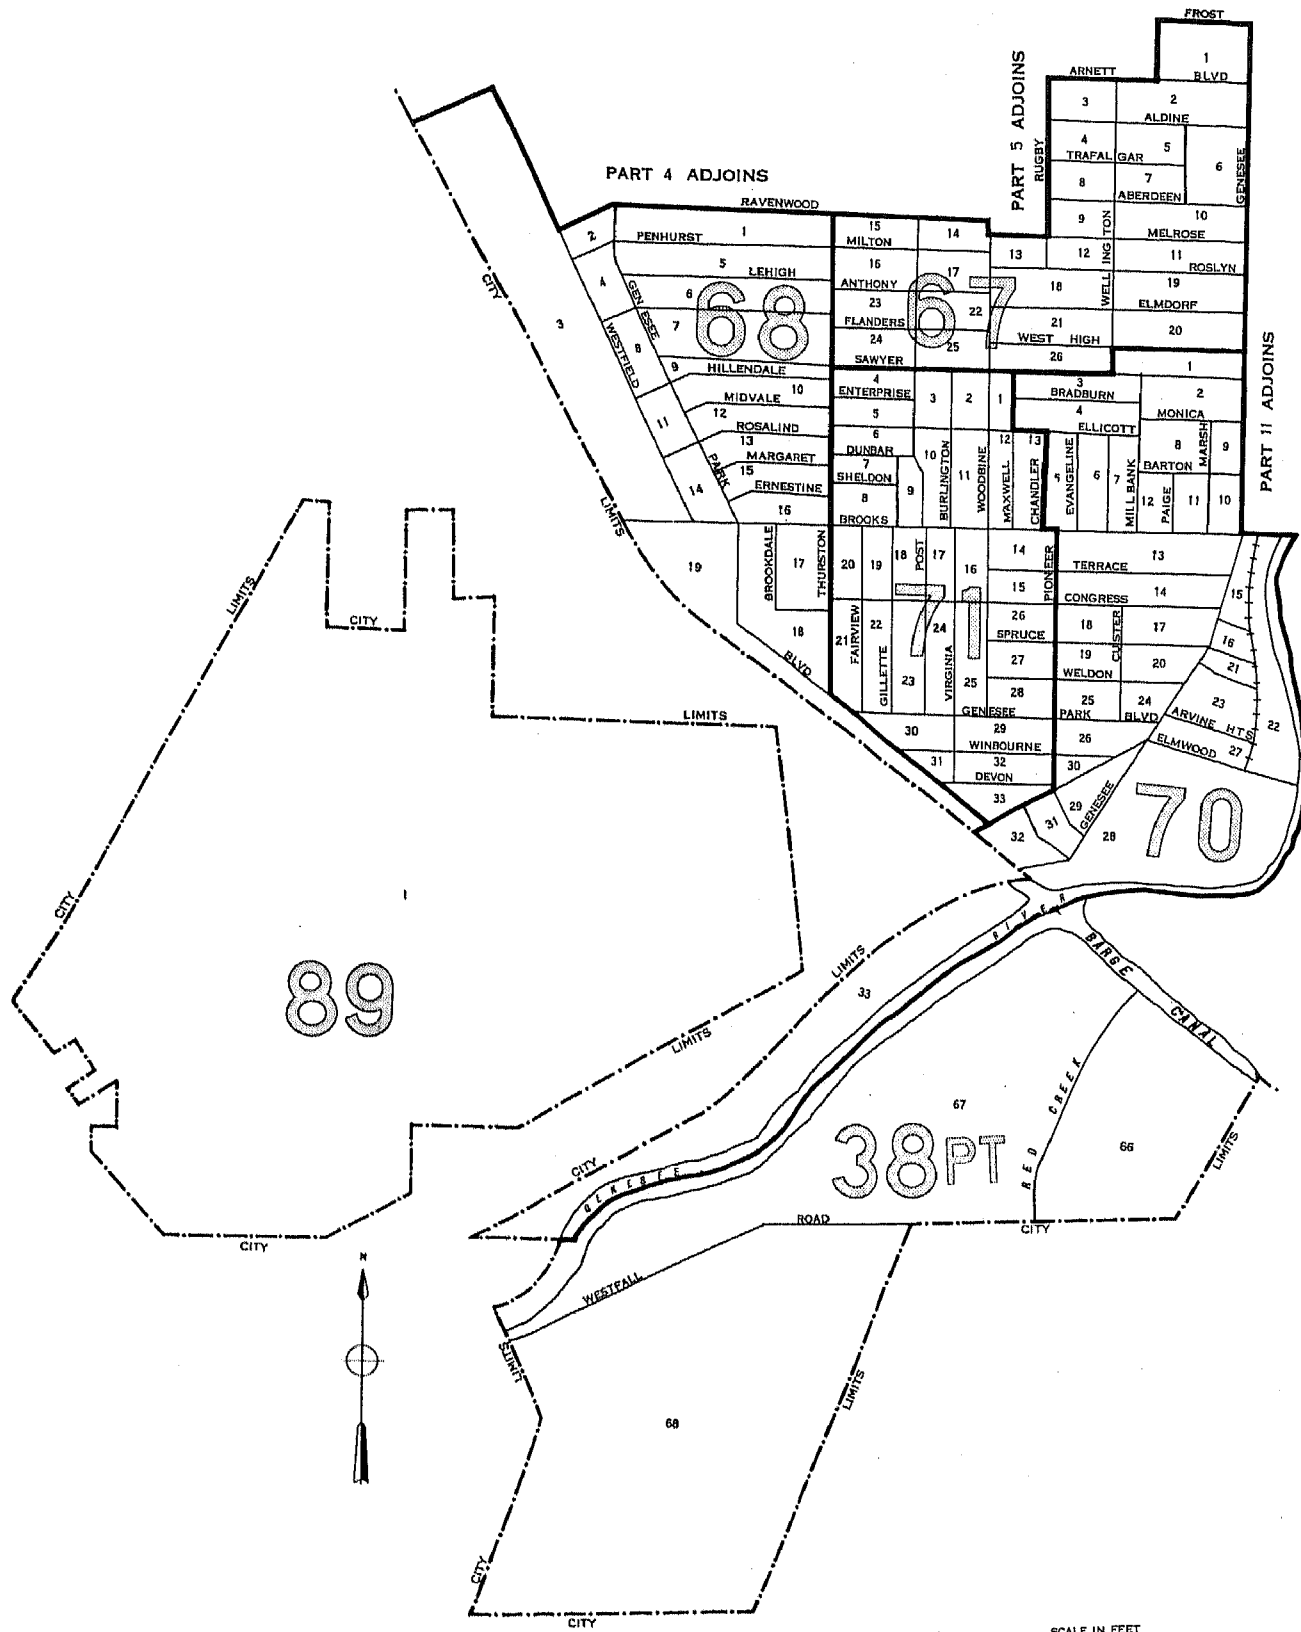 FROST
1
BLVD
ARNETT
PART 5 ADJOINS
RUGBY
3
2
ALDINE
4
5
TRAFALGAR
6
GENESEE
8
7
ABERDEEN
PART 4 ADJOINS
RAVENWOOD
9
10
MELROSE
WELLINGTON
2
1
PENHURST
15
MILTON
14
13
12
11
ROSLYN
CITY
4
5
LEHIGH
16
17
18
19
ELMDORF
GENESEE
6
68
ANTHONY
67
23
22
3
7
FLANDERS
21
WEST HIGH
20
WESTFIELD
8
24
25
SAWYER
26
PART 11 ADJOINS
9
HILLENDALE
10
MIDVALE
4
ENTERPRISE
3
2
1
3
BRADBURN
1
2
MONICA
11
12
ROSALIND
5
4
ELLICOTT
MARSH
13
MARGARET
6
DUNBAR
10
12
13
8
9
PARK
15
ERNESTINE
7
SHELDON
BURLINGTON
11
WOODBINE
MAXWELL
CHANDLER
5
EVANGELINE
6
7
MILLBANK
BARTON
14
16
8
9
BROOKS
12
PAIGE
11
10
LIMITS
19
BROOKDALE
17
THURSTON
20
19
18
POST
17
16
14
PIONEER
13
TERRACE
15
71
15
CONGRESS
14
18
BLVD
21
FAIRVIEW
22
24
26
SPRUCE
18
CUSTER
17
16
GILLETTE
23
VIRGINIA
25
27
19
WELDON
20
21
28
25
24
23
22
GENESEE
PARK
BLVD
ARVINE HTS
30
29
WINBOURNE
26
ELMWOOD
27
31
32
DEVON
30
33
29
GENESEE
70
32
31
28
LIMITS
CITY
LIMITS
CITY
1
89
LIMITS
LIMITS
33
RIVER
BARGE
CANAL
67
RED CREEK
66
38PT
LIMITS
CITY
GENESEE
ROAD
CITY
CITY
N
WESTFALL
LIMITS
68
LIMITS
CITY
CITY
SCALE IN FEET